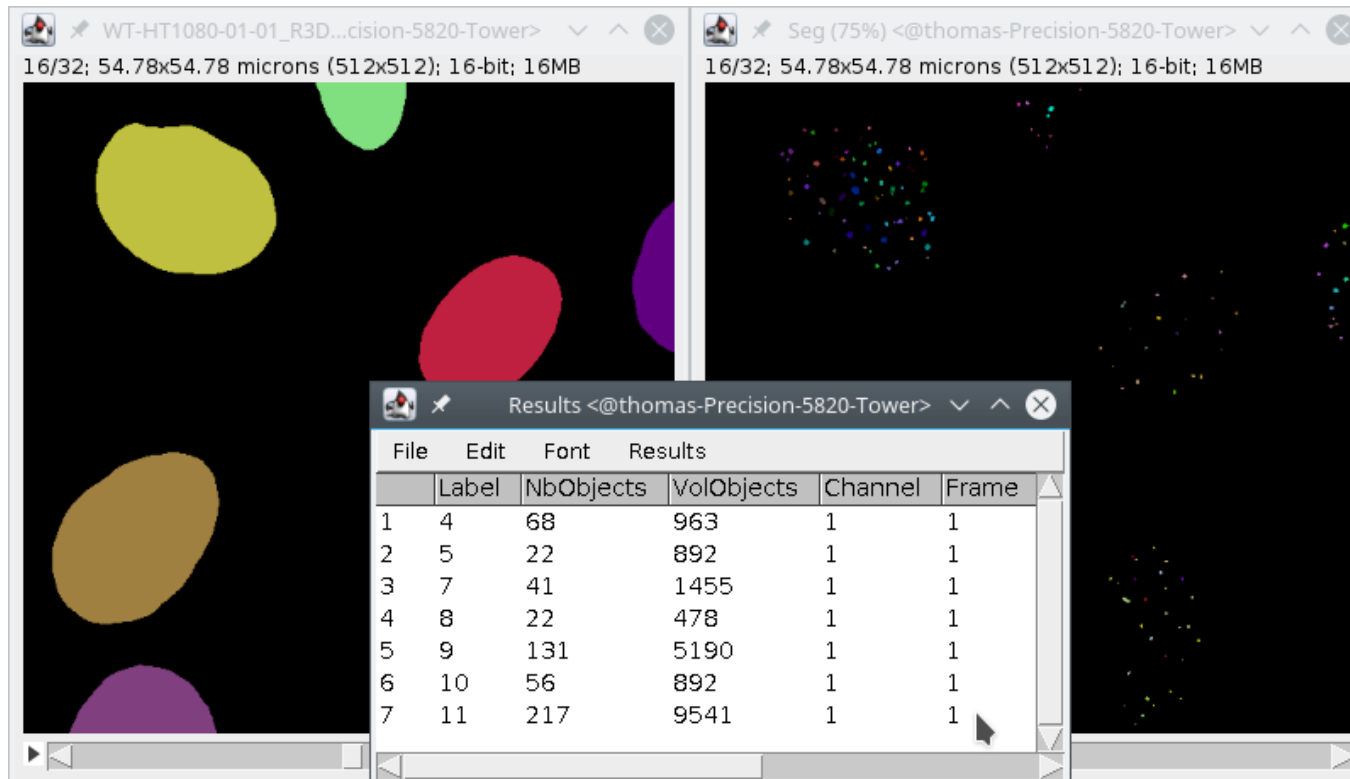 WT-HT1080-01-01_R3D...cision-5820-Tower>
16/32; 54.78x54.78 microns (512x512); 16-bit; 16MB
Seg (75%) <@thomas-Precision-5820-Tower>
16/32; 54.78x54.78 microns (512x512); 16-bit; 16MB
Results <@thomas-Precision-5820-Tower>
File Edit Font Results
Label NbObjects VolObjects Channel Frame
1 4 68 963 1 1
2 5 22 892 1 1
3 7 41 1455 1 1
4 8 22 478 1 1
5 9 131 5190 1 1
6 10 56 892 1 1
7 11 217 9541 1 1